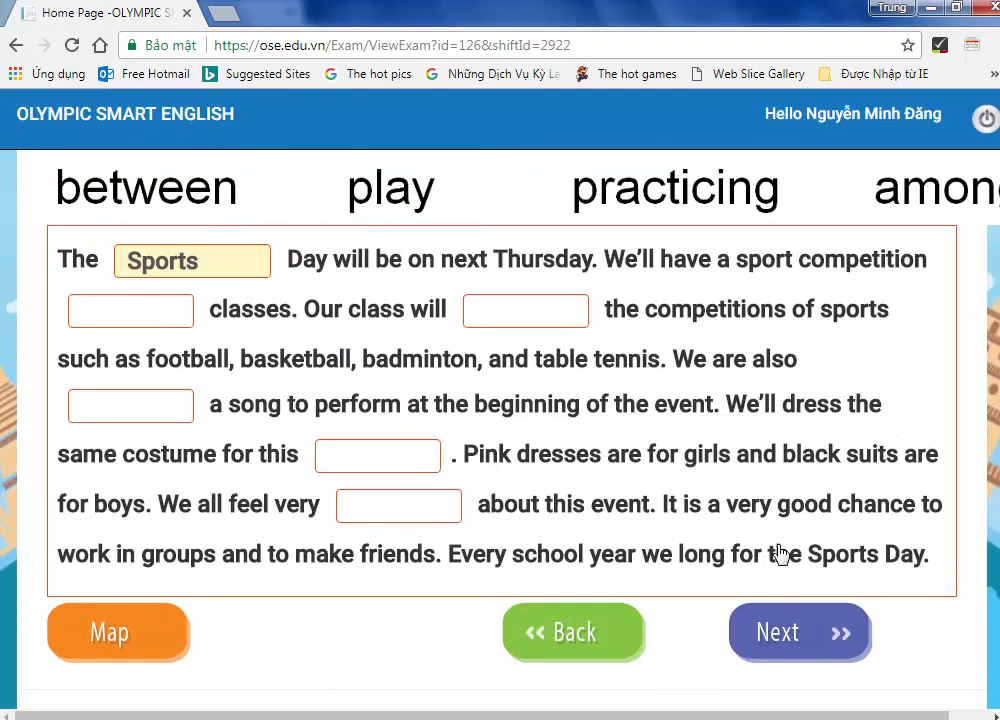 Home Page -OLYMPIC S
Trung
Bảo mật https://ose.edu.vn/Exam/ViewExam?id=126&shiftId=2922
Ứng dụng Free Hotmail Suggested Sites The hot pics Những Dịch Vụ Kỳ L The hot games Web Slice Gallery Được Nhập từ IE
OLYMPIC SMART ENGLISH Hello Nguyễn Minh Đăng
between play practicing among
The Sports Day will be on next Thursday. We'll have a sport competition
classes. Our class will the competitions of sports
such as football, basketball, badminton, and table tennis. We are also
a song to perform at the beginning of the event. We'll dress the
same costume for this . Pink dresses are for girls and black suits are
for boys. We all feel very about this event. It is a very good chance to
work in groups and to make friends. Every school year we long for the Sports Day.
Map << Back Next >>